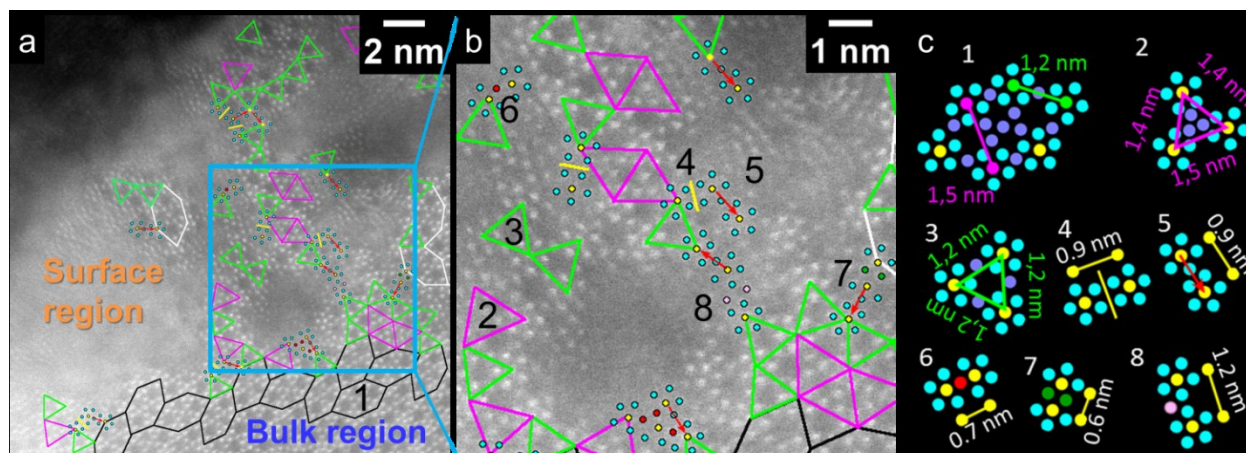 a
2 nm
Surface
region
1
Bulk region
b
1 nm
6
4
5
3
7
2
8
c
1
1,2 nm
1,5 nm
2
1,4 nm
1,4 nm
1,5 nm
3
1,2 nm
1,2 nm
1,2 nm
4
0.9 nm
5
0.9 nm
6
0.7 nm
7
0.6 nm
8
1.2 nm